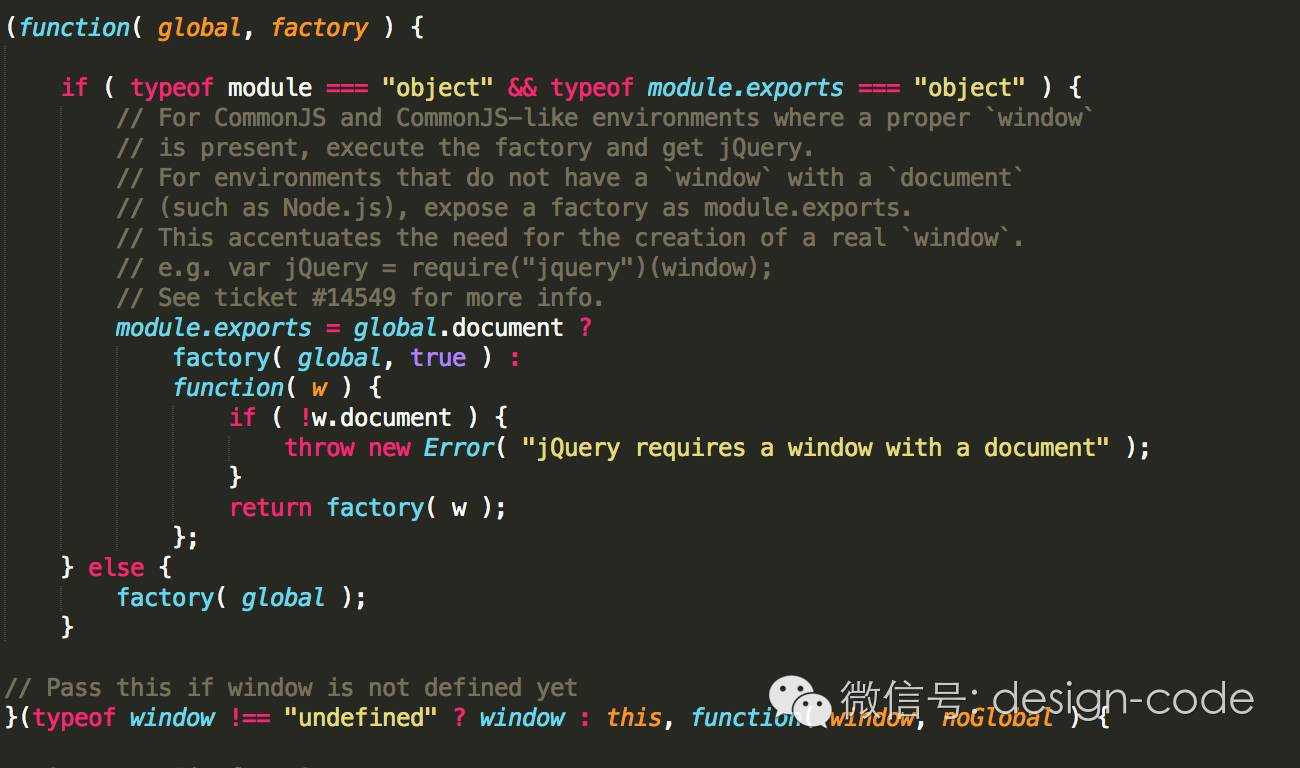 (function( global, factory ) {
if ( typeof module === "object" && typeof module.exports === "object" ) {
// For CommonJS and CommonJS-like environments where a proper `window`
// is present, execute the factory and get jQuery.
// For environments that do not have a `window` with a `document`
// (such as Node.js), expose a factory as module.exports.
// This accentuates the need for the creation of a real `window`.
// e.g. var jQuery = require("jquery")(window);
// See ticket #14549 for more info.
module.exports = global.document ?
factory( global, true ) :
function( w ) {
if ( !w.document ) {
throw new Error( "jQuery requires a window with a document" );
}
return factory( w );
};
} else {
factory( global );
}
// Pass this if window is not defined yet
}(typeof window !== "undefined" ? window : this, function( window, noGlobal ) {
微信号: design-code